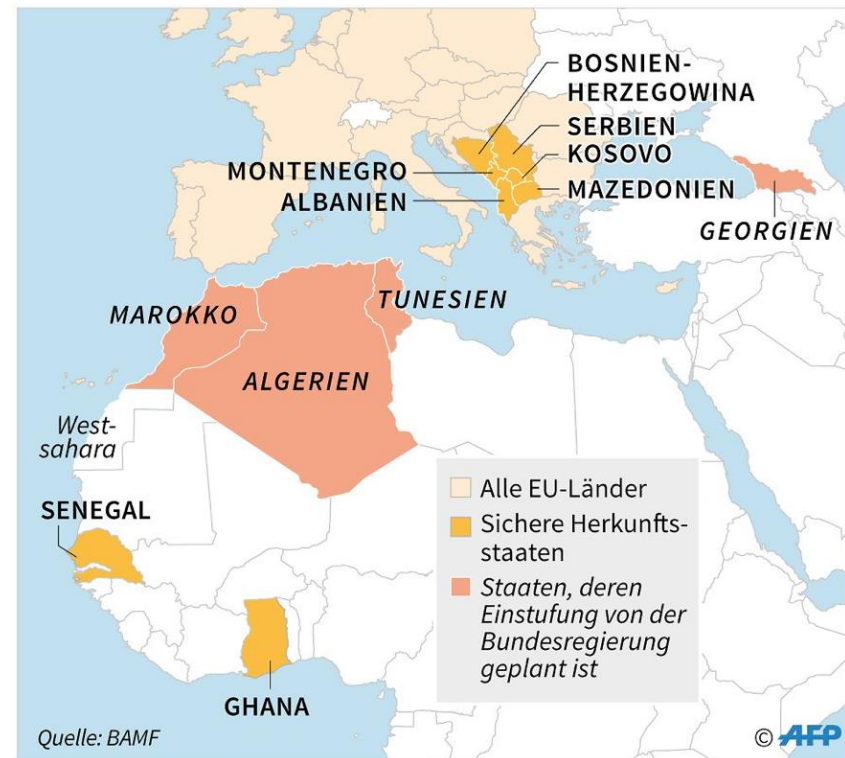 BOSNIEN-
HERZEGOWINA
SERBIEN
KOSOVO
MONTENEGRO
MAZEDONIEN
ALBANIEN
GEORGIEN
MAROKKO
TUNESIEN
ALGERIEN
West-
sahara
SENEGAL
GHANA
Alle EU-Länder
Sichere Herkunfts-
staaten
Staaten, deren
Einstufung von der
Bundesregierung
geplant ist
Quelle: BAMF
© AFP